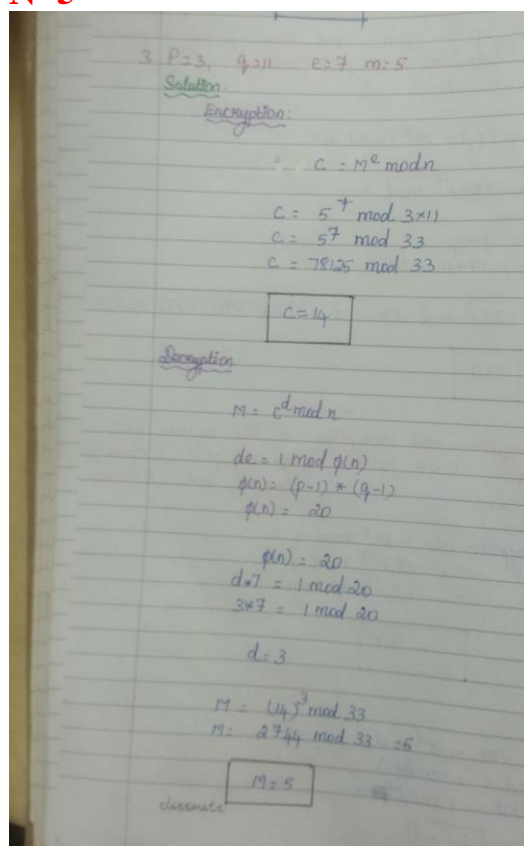 3 P=3, q=11 e=7 m=5
Solution.
Encryption:
C = M^e mod n
C = 5^7 mod 3×11
C = 5^7 mod 33
C = 78125 mod 33
C=14
Decryption
M = C^d mod n
de = 1 mod φ(n)
φ(n) = (p-1) * (q-1)
φ(n) = 20
φ(n) = 20
d*7 = 1 mod 20
3*7 = 1 mod 20
d=3
M = (14)^3 mod 33
M = 2744 mod 33 =5
M=5
classmate